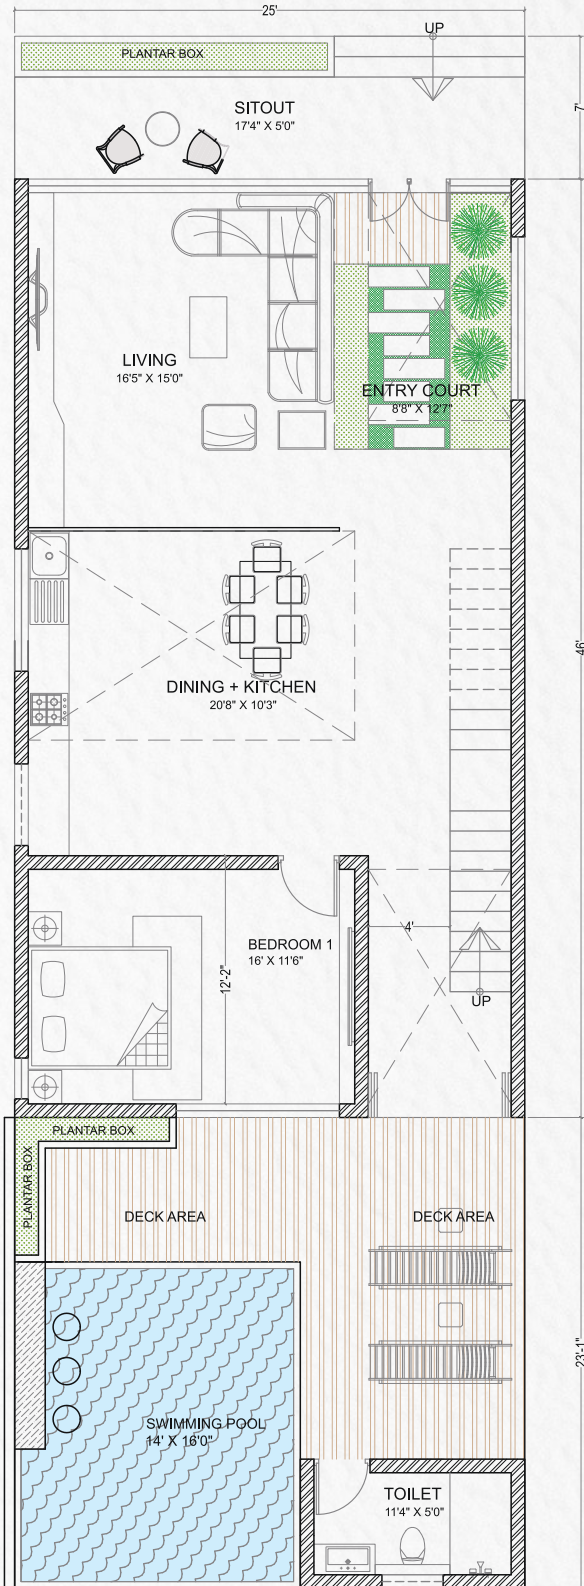 25'
UP
PLANTAR BOX
SITOUT
17'4" X 5'0"
7'
LIVING
16'5" X 15'0"
ENTRY COURT
8'8" X 12'7"
DINING + KITCHEN
20'8" X 10'3"
46'
BEDROOM 1
16' X 11'6"
12'-2"
4'
UP
PLANTAR BOX
PLANTAR BOX
DECK AREA
DECK AREA
23'-1"
SWIMMING POOL
14' X 16'0"
TOILET
11'4" X 5'0"